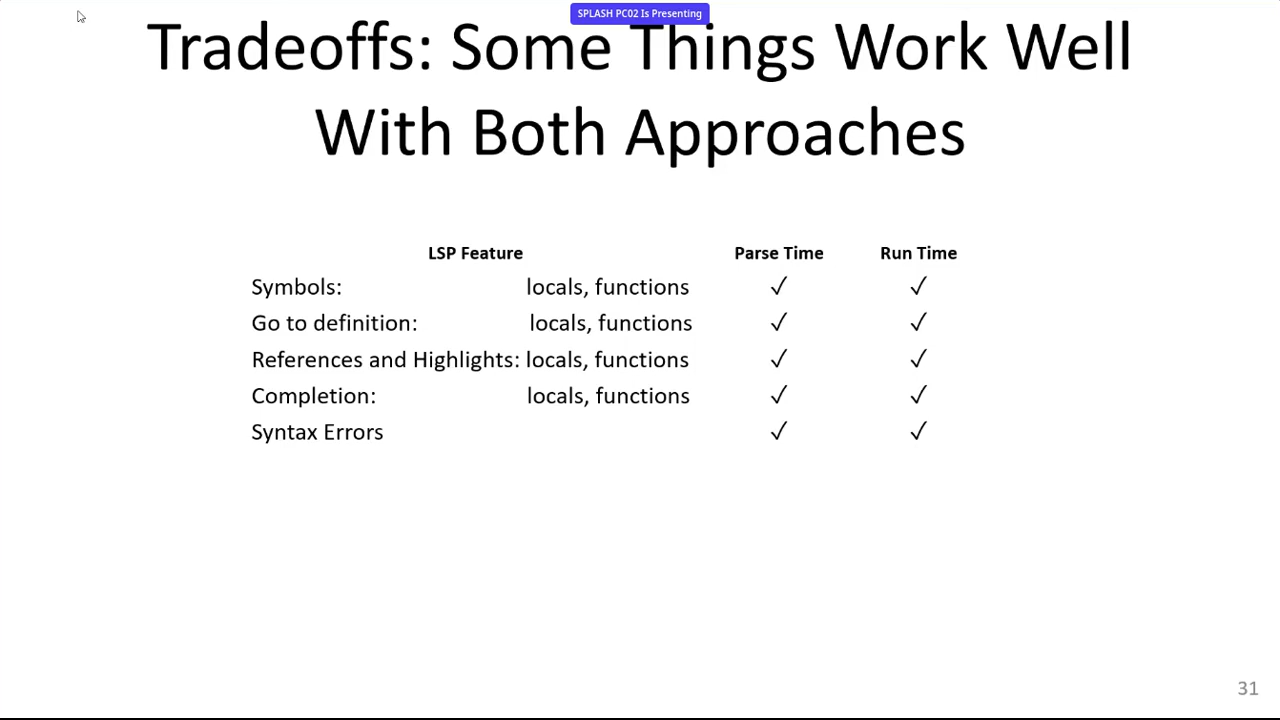 SPLASH PC02 Is Presenting
Tradeoffs: Some Things Work Well
With Both Approaches
LSP Feature Parse Time Run Time
Symbols: locals, functions ✓ ✓
Go to definition: locals, functions ✓ ✓
References and Highlights: locals, functions ✓ ✓
Completion: locals, functions ✓ ✓
Syntax Errors ✓ ✓
31